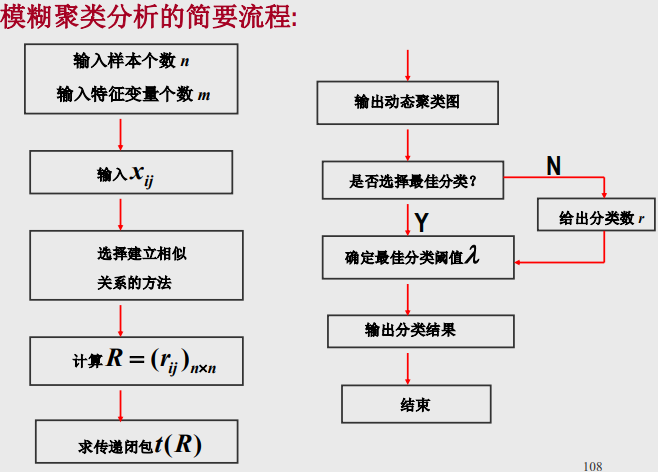 模糊聚类分析的简要流程:
输入样本个数 n
输入特征变量个数 m
输入 xij
选择建立相似
关系的方法
计算 R = (rij)n×n
求传递闭包 t(R)
输出动态聚类图
是否选择最佳分类?
N
给出分类数 r
Y
确定最佳分类阈值λ
输出分类结果
结束
108